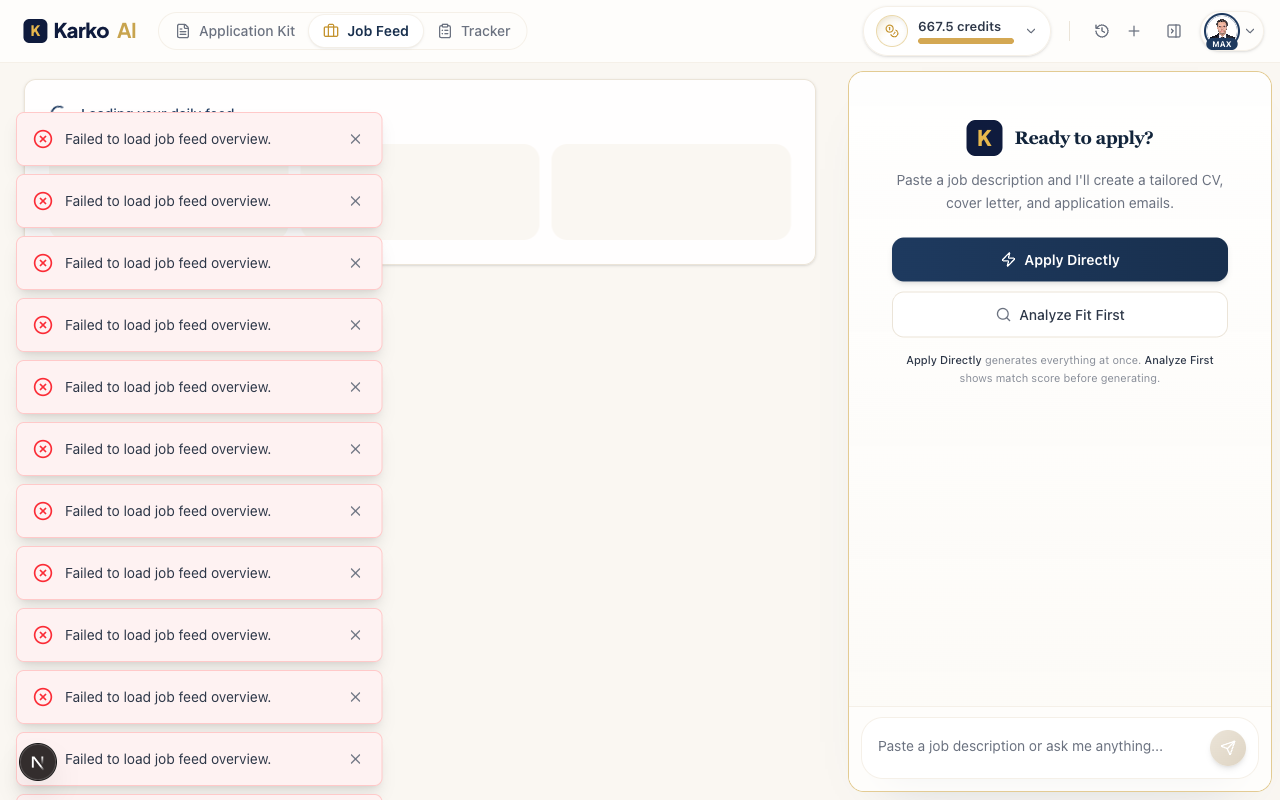 K Karko AI
Application Kit
Job Feed
Tracker
667.5 credits
MAX
Failed to load job feed overview.
Failed to load job feed overview.
Failed to load job feed overview.
Failed to load job feed overview.
Failed to load job feed overview.
Failed to load job feed overview.
Failed to load job feed overview.
Failed to load job feed overview.
Failed to load job feed overview.
Failed to load job feed overview.
N Failed to load job feed overview.
K Ready to apply?
Paste a job description and I'll create a tailored CV,
cover letter, and application emails.
Apply Directly
Analyze Fit First
Apply Directly generates everything at once. Analyze First
shows match score before generating.
Paste a job description or ask me anything...